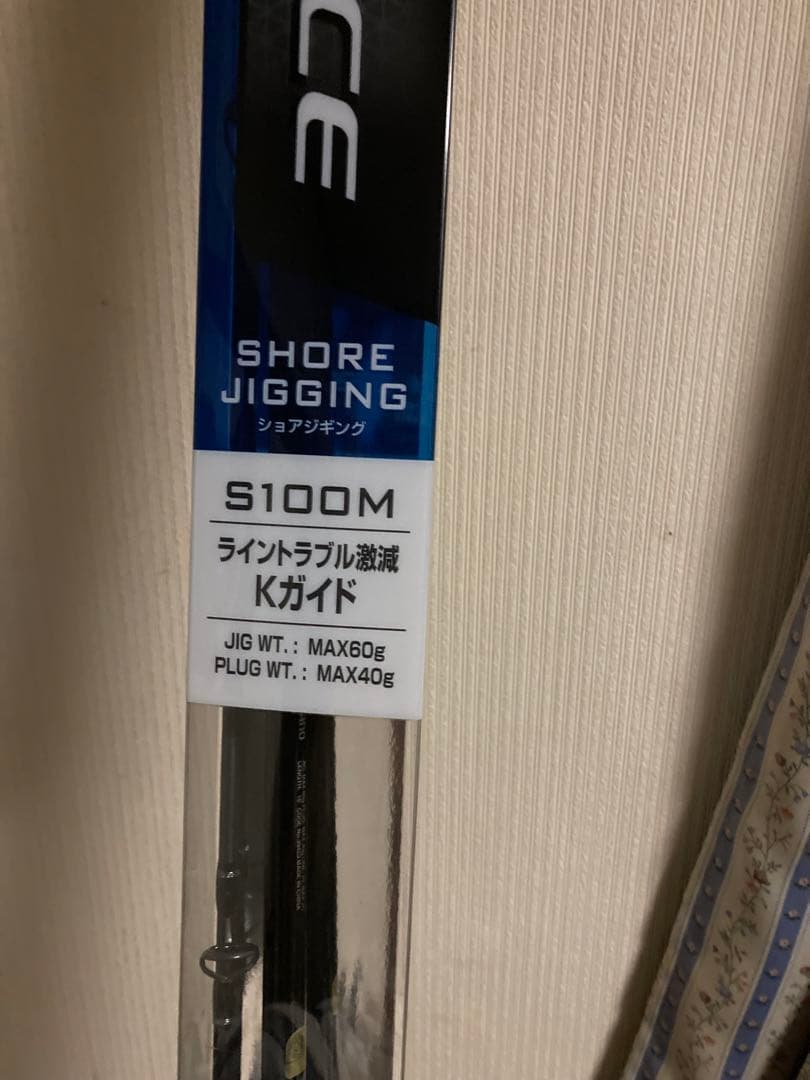 CE
SHORE
JIGGING
ショアジギング
S100M
ライントラブル激減
Kガイド
JIG WT.: MAX60g
PLUG WT.: MAX40g